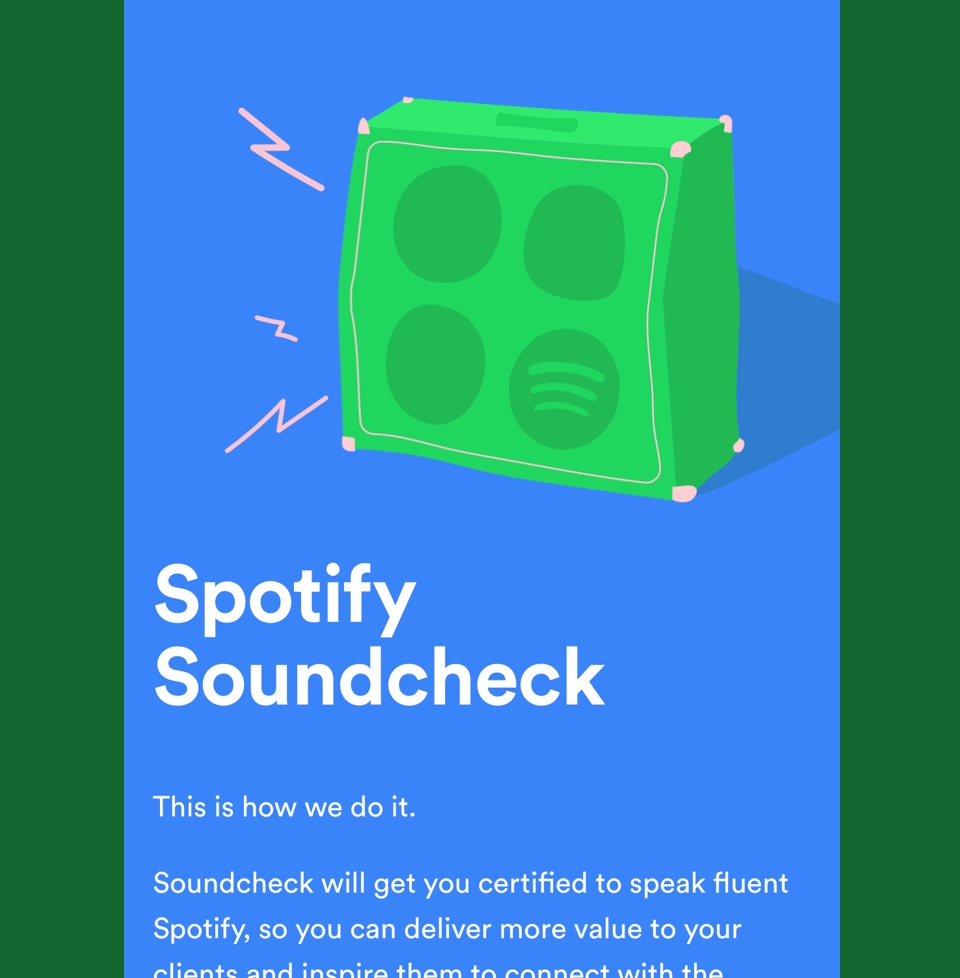 Spotify
Soundcheck
This is how we do it.
Soundcheck will get you certified to speak fluent
Spotify, so you can deliver more value to your
clients and inspire them to connect with the